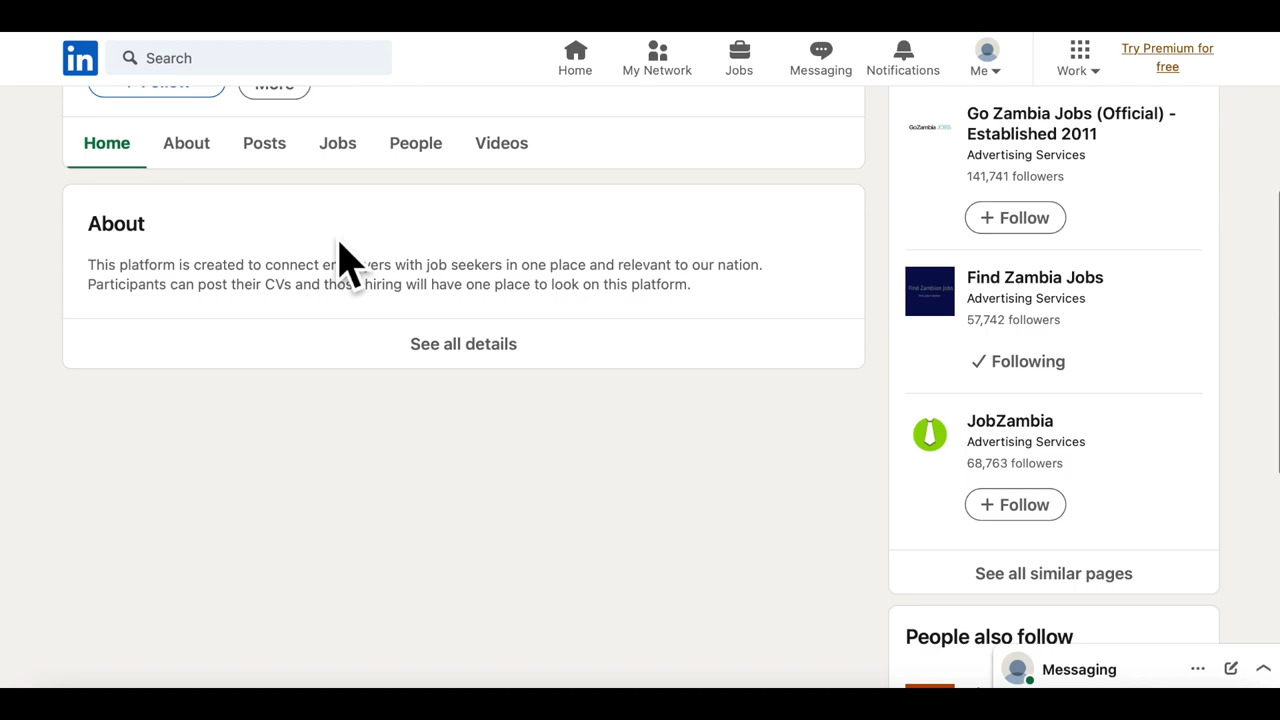 in Search
Home
My Network
Jobs
Messaging
Notifications
Me
Work
Try Premium for
free
Home About Posts Jobs People Videos
About
This platform is created to connect with job seekers in one place and relevant to our nation.
Participants can post their CVs and hiring will have one place to look on this platform.
See all details
Go Zambia Jobs (Official) -
Established 2011
Advertising Services
141,741 followers
+ Follow
Find Zambia Jobs
Advertising Services
57,742 followers
Following
JobZambia
Advertising Services
68,763 followers
+ Follow
See all similar pages
People also follow
Messaging